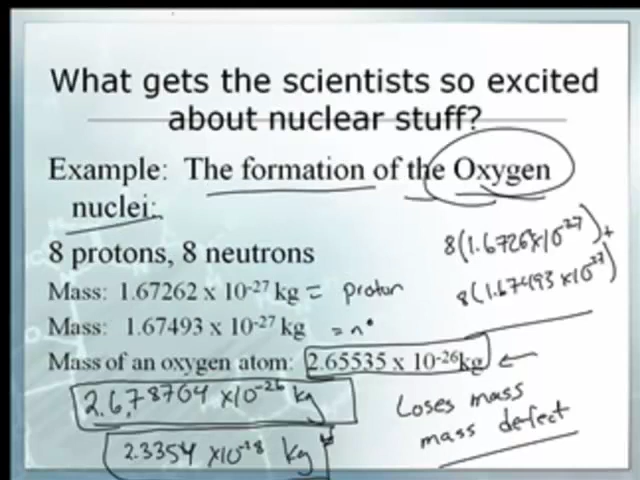 What gets the scientists so excited
about nuclear stuff?
Example: The formation of the Oxygen
nuclei:
8 protons, 8 neutrons
8(1.67262x10-27)+
8(1.67493 x10-27)
Mass: 1.67262 x 10-27 kg = proton
Mass: 1.67493 x 10-27 kg = n°
Mass of an oxygen atom: 2.65535 x 10-26kg
2.678704 x10-26 kg
Loses mass
mass defect
2.3354 x10-28 kg